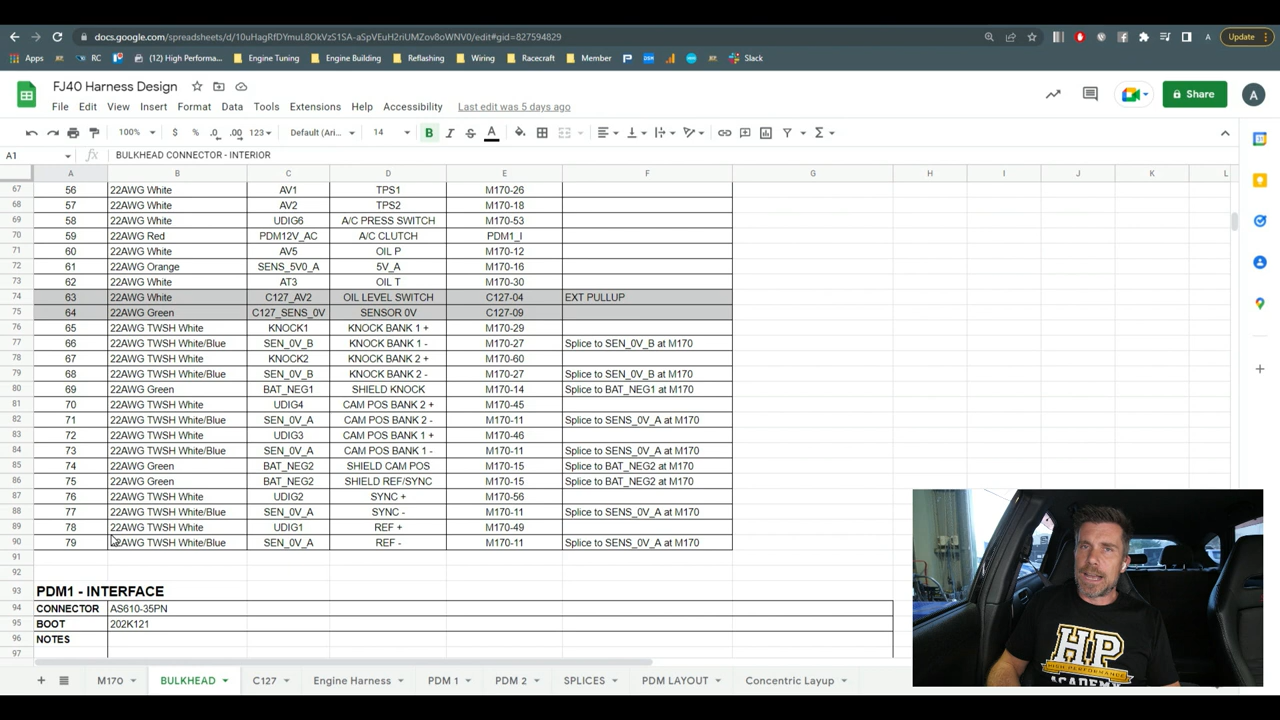 docs.google.com/spreadsheets/d/10uHagRfDYmuL8OkVzS1SA-aSpVEuH2riUMZov8oWNV0/edit#gid=827594829
Update
Apps RC (12) High Performa... Engine Tuning Engine Building Reflashing Wiring Racecraft Member Slack
FJ40 Harness Design
File Edit View Insert Format Data Tools Extensions Help Accessibility Last edit was 5 days ago
Share A
100% $ % .0 .00 123 Default (Ari... 14 B I S A
A1 fx BULKHEAD CONNECTOR - INTERIOR
A B C D E F G H I J K L
67 56 22AWG White AV1 TPS1 M170-26
68 57 22AWG White AV2 TPS2 M170-18
69 58 22AWG White UDIG6 A/C PRESS SWITCH M170-53
70 59 22AWG Red PDM12V_AC A/C CLUTCH PDM1_I
71 60 22AWG White AV5 OIL P M170-12
72 61 22AWG Orange SENS_5V0_A 5V_A M170-16
73 62 22AWG White AT3 OIL T M170-30
74 63 22AWG White C127_AV2 OIL LEVEL SWITCH C127-04 EXT PULLUP
75 64 22AWG Green C127_SENS_0V SENSOR 0V C127-09
76 65 22AWG TWSH White KNOCK1 KNOCK BANK 1 + M170-29
77 66 22AWG TWSH White/Blue SEN_0V_B KNOCK BANK 1 - M170-27 Splice to SEN_0V_B at M170
78 67 22AWG TWSH White KNOCK2 KNOCK BANK 2 + M170-60
79 68 22AWG TWSH White/Blue SEN_0V_B KNOCK BANK 2 - M170-27 Splice to SEN_0V_B at M170
80 69 22AWG Green BAT_NEG1 SHIELD KNOCK M170-14 Splice to BAT_NEG1 at M170
81 70 22AWG TWSH White UDIG4 CAM POS BANK 2 + M170-45
82 71 22AWG TWSH White/Blue SEN_0V_A CAM POS BANK 2 - M170-11 Splice to SENS_0V_A at M170
83 72 22AWG TWSH White UDIG3 CAM POS BANK 1 + M170-46
84 73 22AWG TWSH White/Blue SEN_0V_A CAM POS BANK 1 - M170-11 Splice to SENS_0V_A at M170
85 74 22AWG Green BAT_NEG2 SHIELD CAM POS M170-15 Splice to BAT_NEG2 at M170
86 75 22AWG Green BAT_NEG2 SHIELD REF/SYNC M170-15 Splice to BAT_NEG2 at M170
87 76 22AWG TWSH White UDIG2 SYNC + M170-56
88 77 22AWG TWSH White/Blue SEN_0V_A SYNC - M170-11 Splice to SENS_0V_A at M170
89 78 22AWG TWSH White UDIG1 REF + M170-49
90 79 22AWG TWSH White/Blue SEN_0V_A REF - M170-11 Splice to SENS_0V_A at M170
91
92
93 PDM1 - INTERFACE
94 CONNECTOR AS610-35PN
95 BOOT 202K121
96 NOTES
97
HP
HIGH PERFORMANCE
ACADEMY
M170 BULKHEAD C127 Engine Harness PDM 1 PDM 2 SPLICES PDM LAYOUT Concentric Layup